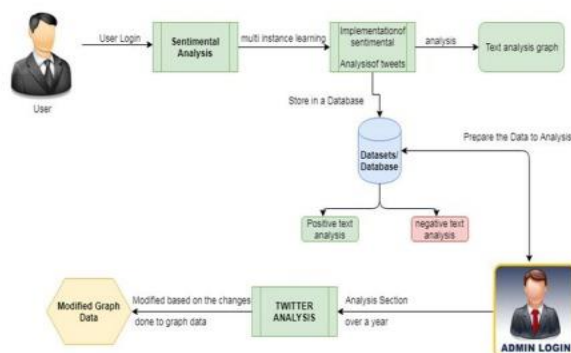 User Login
Sentimental
Analysis
multi instance learning
Implementationof
sentimental
Analysisof tweets
analysis
Text analysis graph
User
Store in a Database
Prepare the Data to Analysis
Datasets/
Database
Positive text
analysis
negative text
analysis
Modified Graph
Data
Modified based on the changes
done to graph data
TWITTER
ANALYSIS
Analysis Section
over a year
ADMIN LOGIN